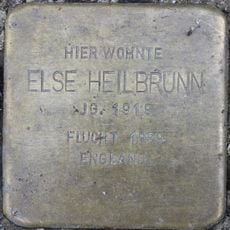 HIER WOHNTE
ELSE HEILBRUNN
JG. 1919
FLUCHT
ENGLAND